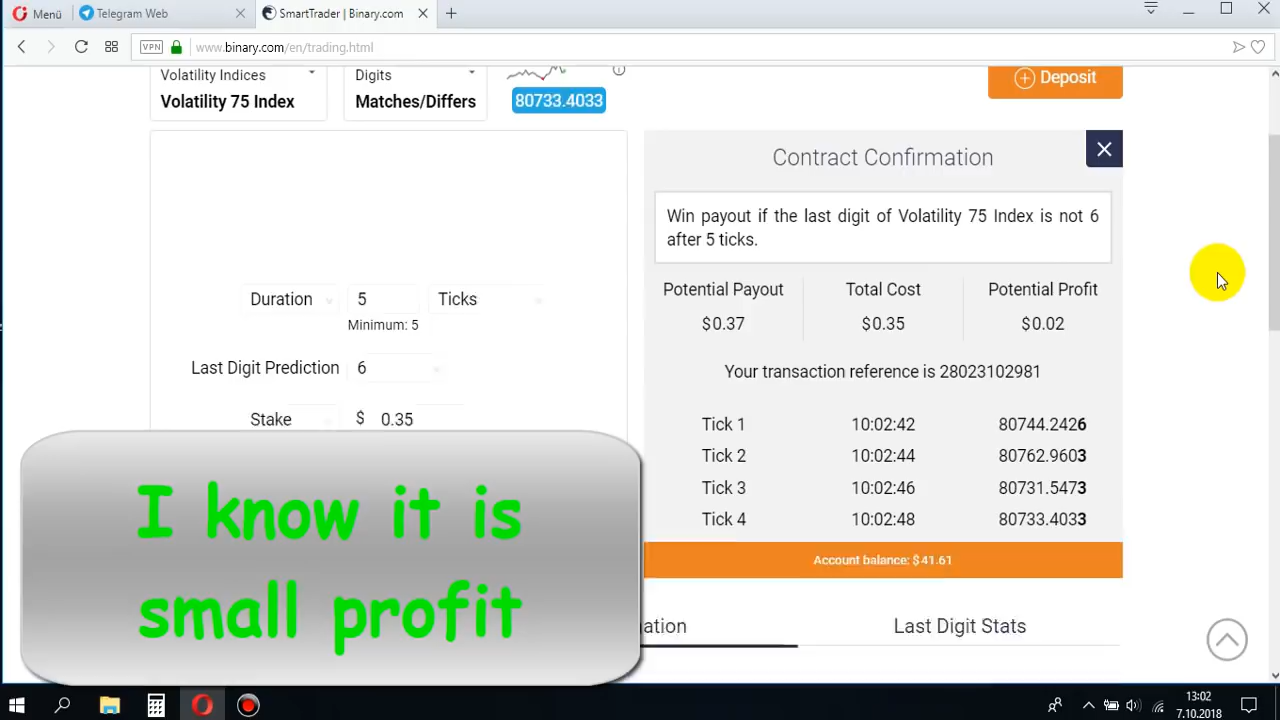 Menü
Telegram Web
SmartTrader | Binary.com
VPN
www.binary.com/en/trading.html
Volatility Indices
Volatility 75 Index
Digits
Matches/Differs
80733.4033
Deposit
Contract Confirmation
Win payout if the last digit of Volatility 75 Index is not 6
after 5 ticks.
Potential Payout Total Cost Potential Profit
$0.37 $0.35 $0.02
Your transaction reference is 28023102981
Tick 1 10:02:42 80744.2426
Tick 2 10:02:44 80762.9603
Tick 3 10:02:46 80731.5473
Tick 4 10:02:48 80733.4033
Account balance: $41.61
Duration 5 Ticks
Minimum: 5
Last Digit Prediction 6
Stake $ 0.35
I know it is
small profit
mation
Last Digit Stats
13:02
7.10.2018